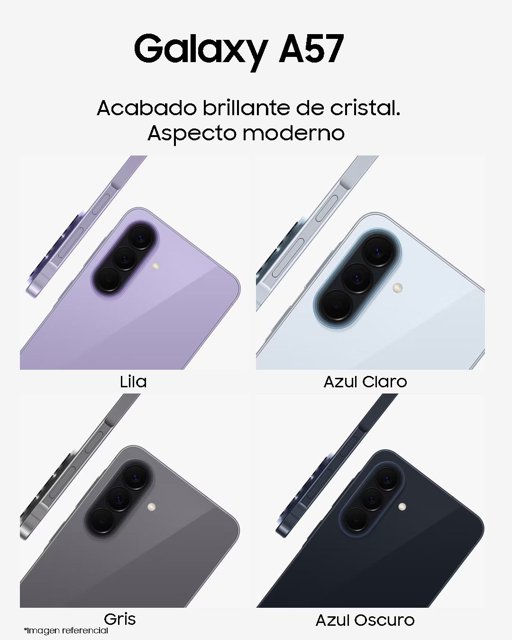 Galaxy A57
Acabado brillante de cristal.
Aspecto moderno
Lila
Azul Claro
Gris
Azul Oscuro
*Imagen referencial